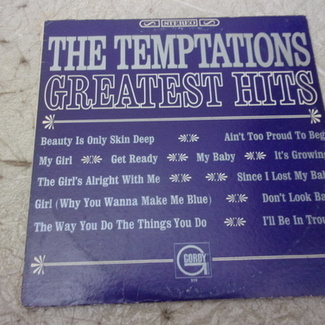 STEREO
THE TEMPTATIONS
GREATEST HITS
Beauty Is Only Skin Deep Ain't Too Proud To Beg
My Girl Get Ready My Baby It's Growing
The Girl's Alright With Me Since I Lost My Bab
Girl (Why You Wanna Make Me Blue) Don't Look Ba
The Way You Do The Things You Do I'll Be In Trou
GORDY